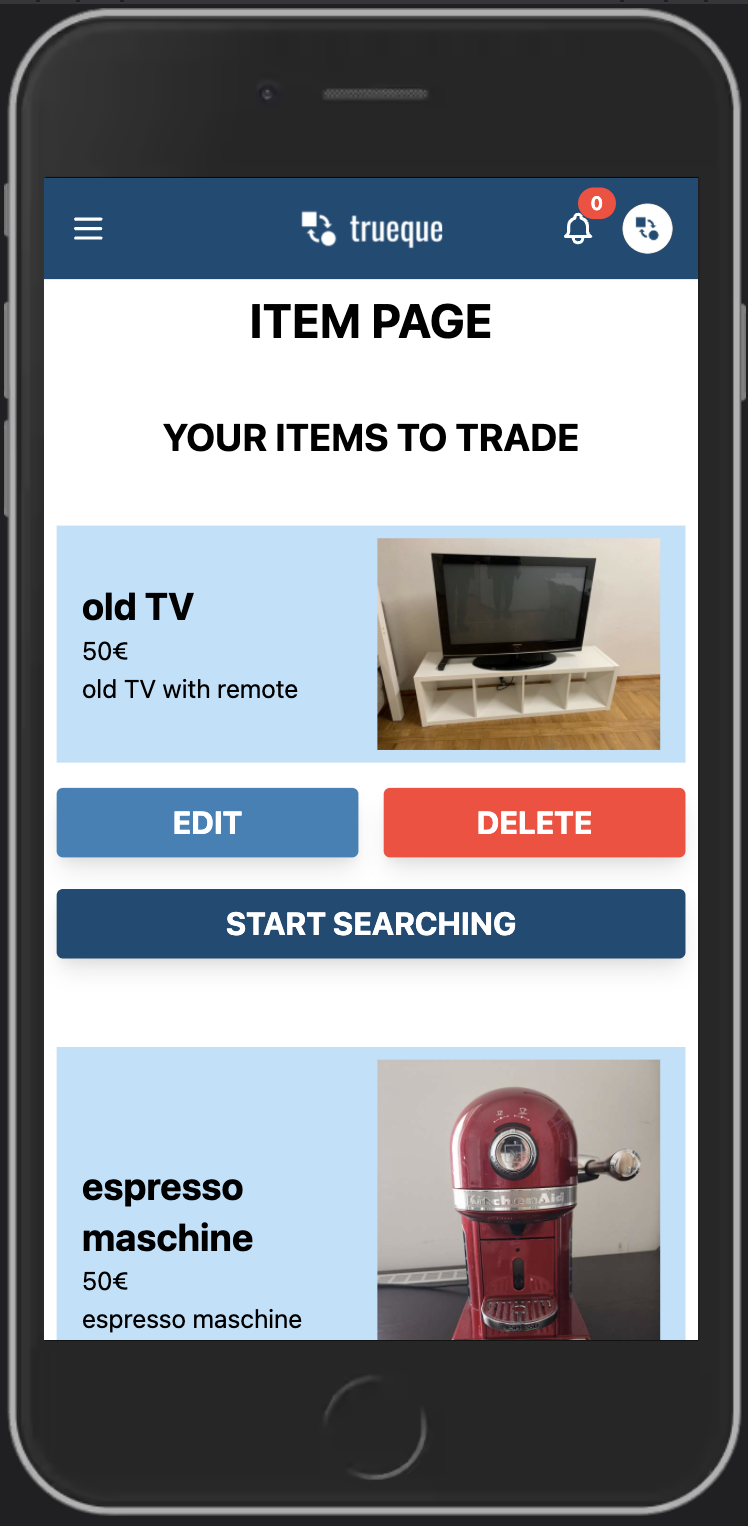 0
trueque
ITEM PAGE
YOUR ITEMS TO TRADE
old TV
50€
old TV with remote
EDIT
DELETE
START SEARCHING
KitchenAid
espresso
maschine
50€
espresso maschine